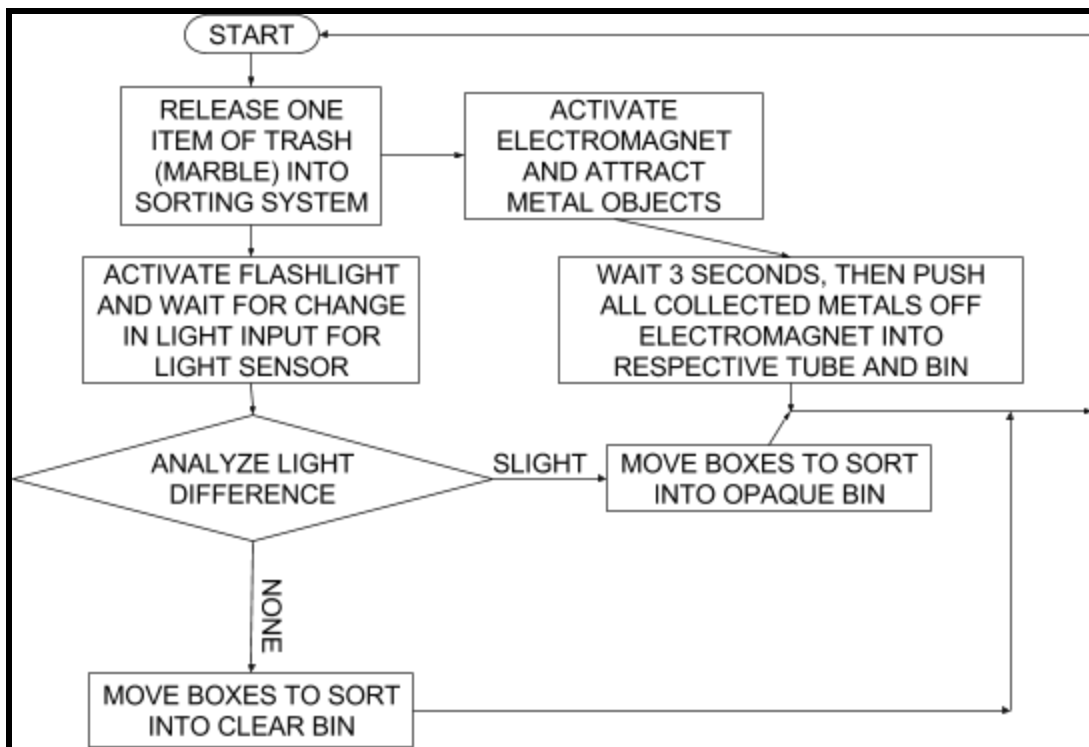 START
RELEASE ONE
ITEM OF TRASH
(MARBLE) INTO
SORTING SYSTEM
ACTIVATE
ELECTROMAGNET
AND ATTRACT
METAL OBJECTS
ACTIVATE FLASHLIGHT
AND WAIT FOR CHANGE
IN LIGHT INPUT FOR
LIGHT SENSOR
WAIT 3 SECONDS, THEN PUSH
ALL COLLECTED METALS OFF
ELECTROMAGNET INTO
RESPECTIVE TUBE AND BIN
ANALYZE LIGHT
DIFFERENCE
SLIGHT
MOVE BOXES TO SORT
INTO OPAQUE BIN
NONE
MOVE BOXES TO SORT
INTO CLEAR BIN